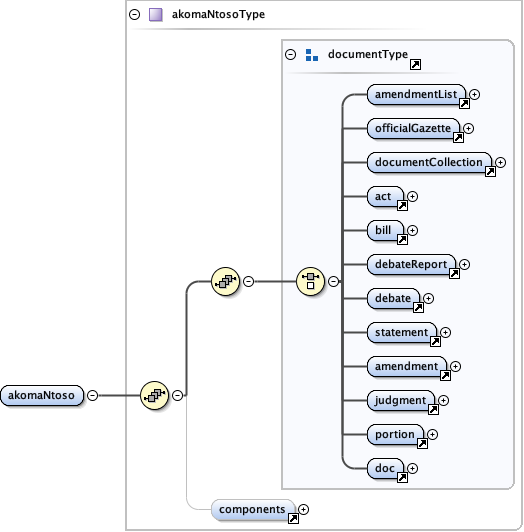 akomaNtosoType
documentType
amendmentList
officialGazette
documentCollection
act
bill
debateReport
debate
statement
amendment
judgment
portion
doc
akomaNtoso
components